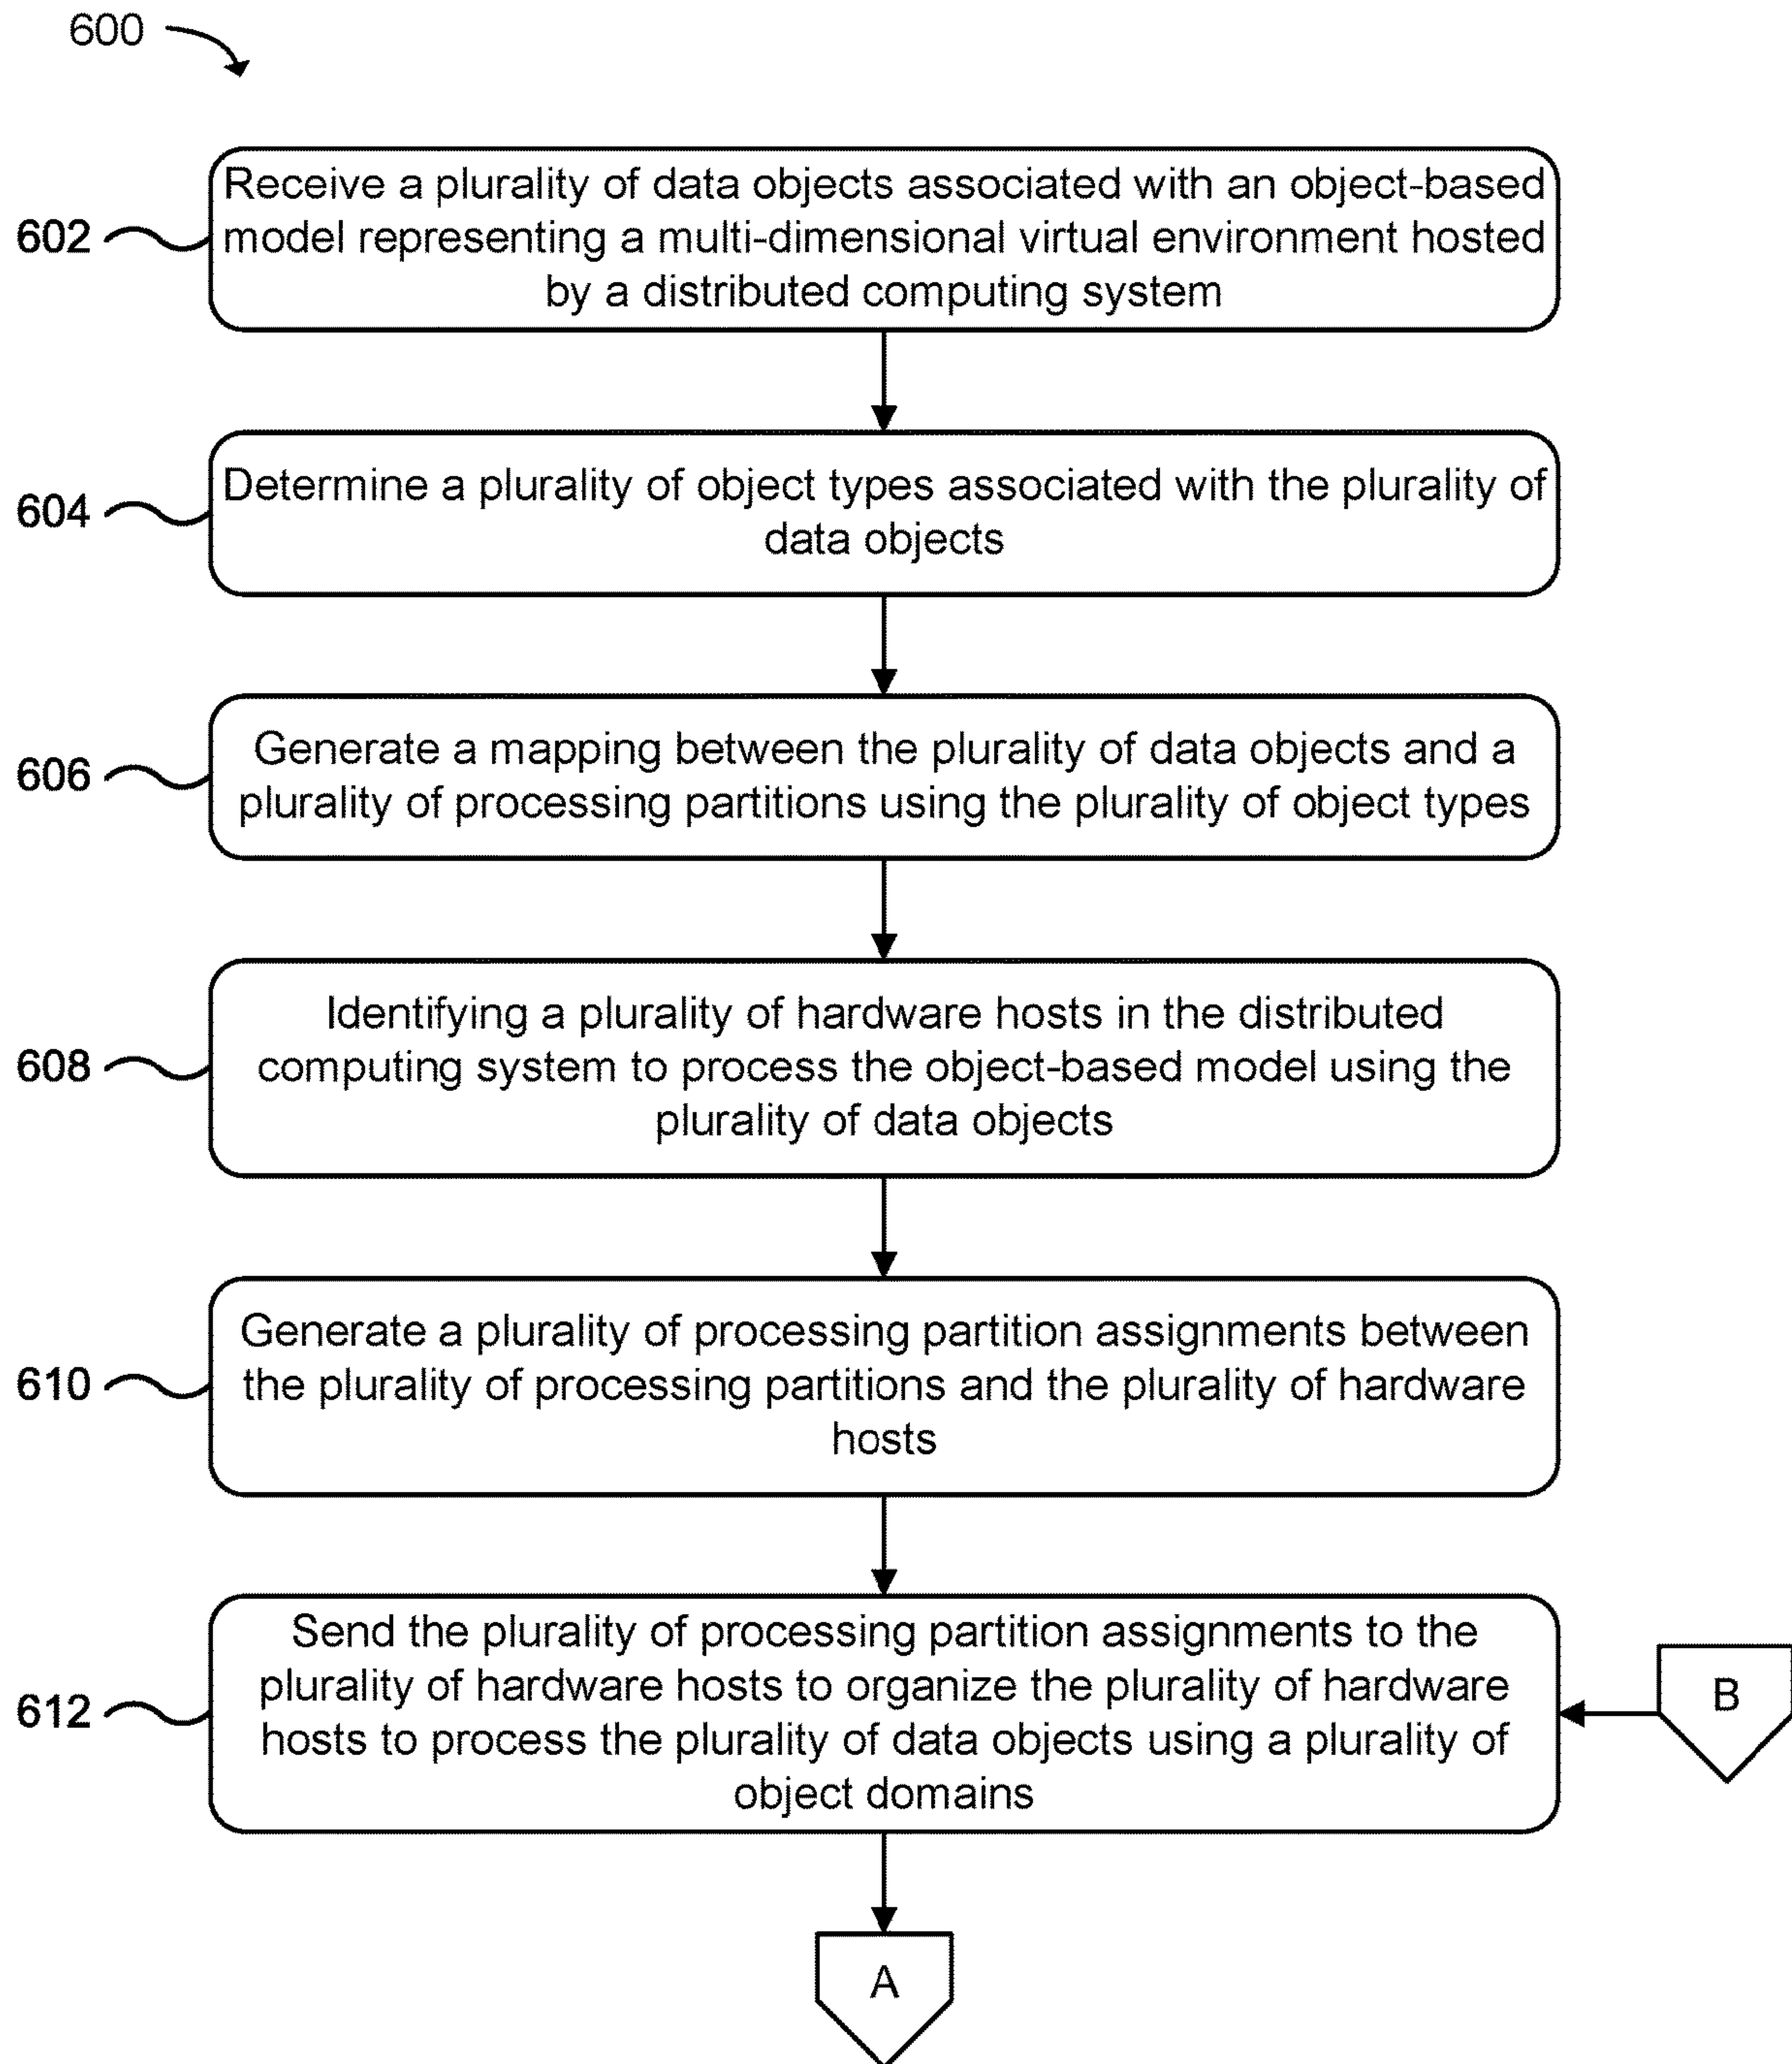 600
Receive a plurality of data objects associated with an object-based
602
model representing a multi-dimensional virtual environment hosted
by a distributed computing system
Determine a plurality of object types associated with the plurality of
604
data objects
Generate a mapping between the plurality of data objects and a
606
plurality of processing partitions using the plurality of object types
Identifying a plurality of hardware hosts in the distributed
608
computing system to process the object-based model using the
plurality of data objects
Generate a plurality of processing partition assignments between
610
the plurality of processing partitions and the plurality of hardware
hosts
Send the plurality of processing partition assignments to the
plurality of hardware hosts to organize the plurality of hardware
612
hosts to process the plurality of data objects using a plurality of
object domains
B
A